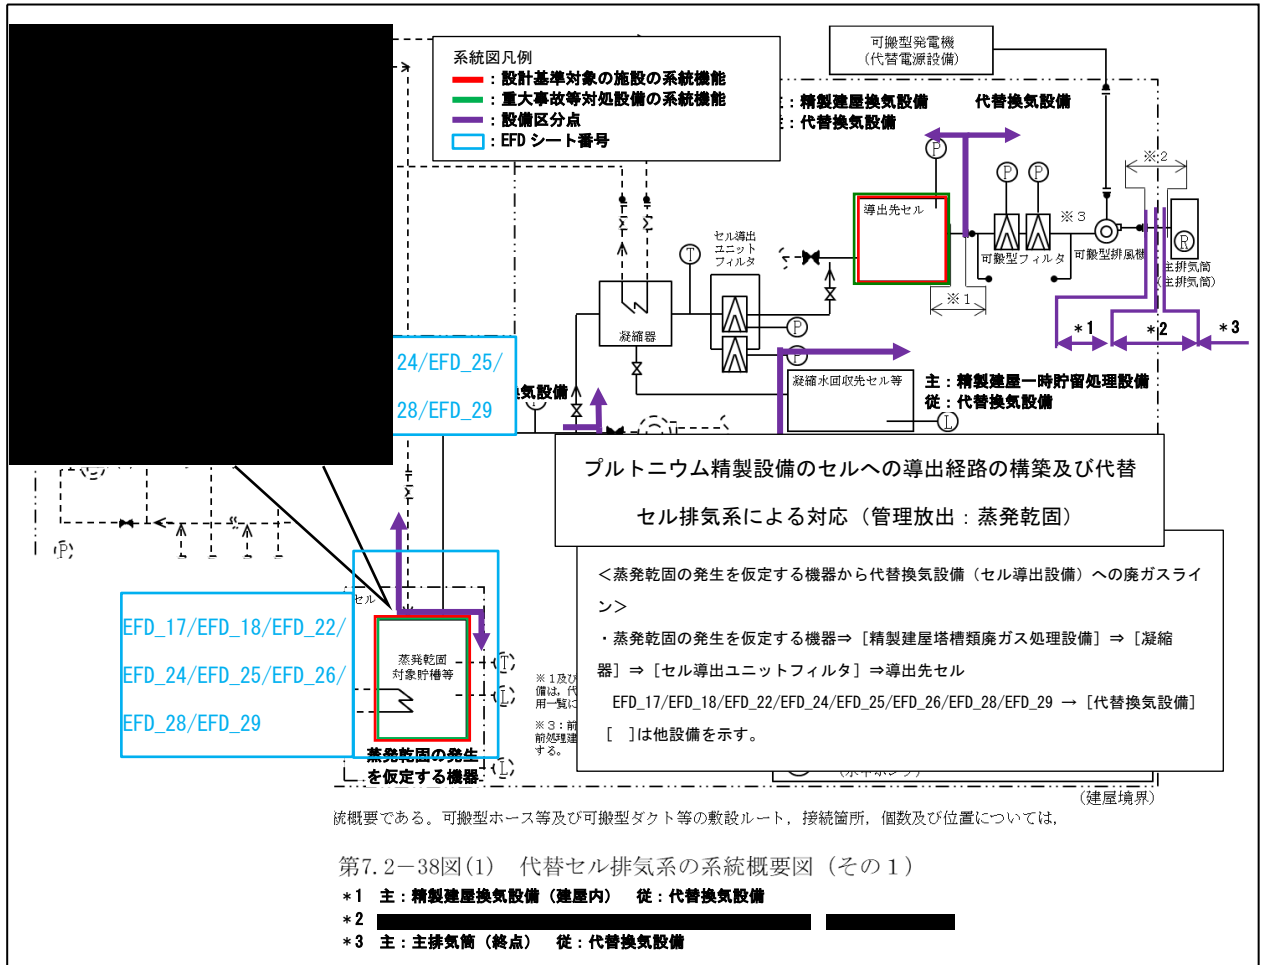 系統図凡例
：設計基準対象の施設の系統機能
：重大事故等対処設備の系統機能
：設備区分点
：EFDシート番号
可搬型発電機
(代替電源設備)
：精製建屋換気設備
：代替換気設備
代替換気設備
P
※2
P
P
導出先セル
※3
R
可搬型フィルタ
可搬型排風機
主排気筒
(主排気筒)
セル導出
ユニット
フィルタ
T
※1
P
凝縮器
P
*1
*2
*3
24/EFD_25/
28/EFD_29
気設備
凝縮水回収先セル等
L
主：精製建屋一時貯留処理設備
従：代替換気設備
プルトニウム精製設備のセルへの導出経路の構築及び代替
セル排気系による対応（管理放出：蒸発乾固）
P
<蒸発乾固の発生を仮定する機器から代替換気設備（セル導出設備）への廃ガスライ
ン>
・蒸発乾固の発生を仮定する機器⇒［精製建屋塔槽類廃ガス処理設備］⇒［凝縮
器］⇒［セル導出ユニットフィルタ］⇒導出先セル
EFD_17/EFD_18/EFD_22/EFD_24/EFD_25/EFD_26/EFD_28/EFD_29 → ［代替換気設備］
［　］は他設備を示す。
セル
EFD_17/EFD_18/EFD_22/
EFD_24/EFD_25/EFD_26/
EFD_28/EFD_29
蒸発乾固
対象貯槽等
T
L
L
蒸発乾固の発生
を仮定する機器
※1及び
備は，代
用一覧に
※3：前
前処理建
する。
(建屋境界)
統概要である。可搬型ホース等及び可搬型ダクト等の敷設ルート，接続箇所，個数及び位置については，
第7.2－38図(1)　代替セル排気系の系統概要図（その１）
*1　主：精製建屋換気設備（建屋内）　従：代替換気設備
*2
*3　主：主排気筒（終点）　従：代替換気設備